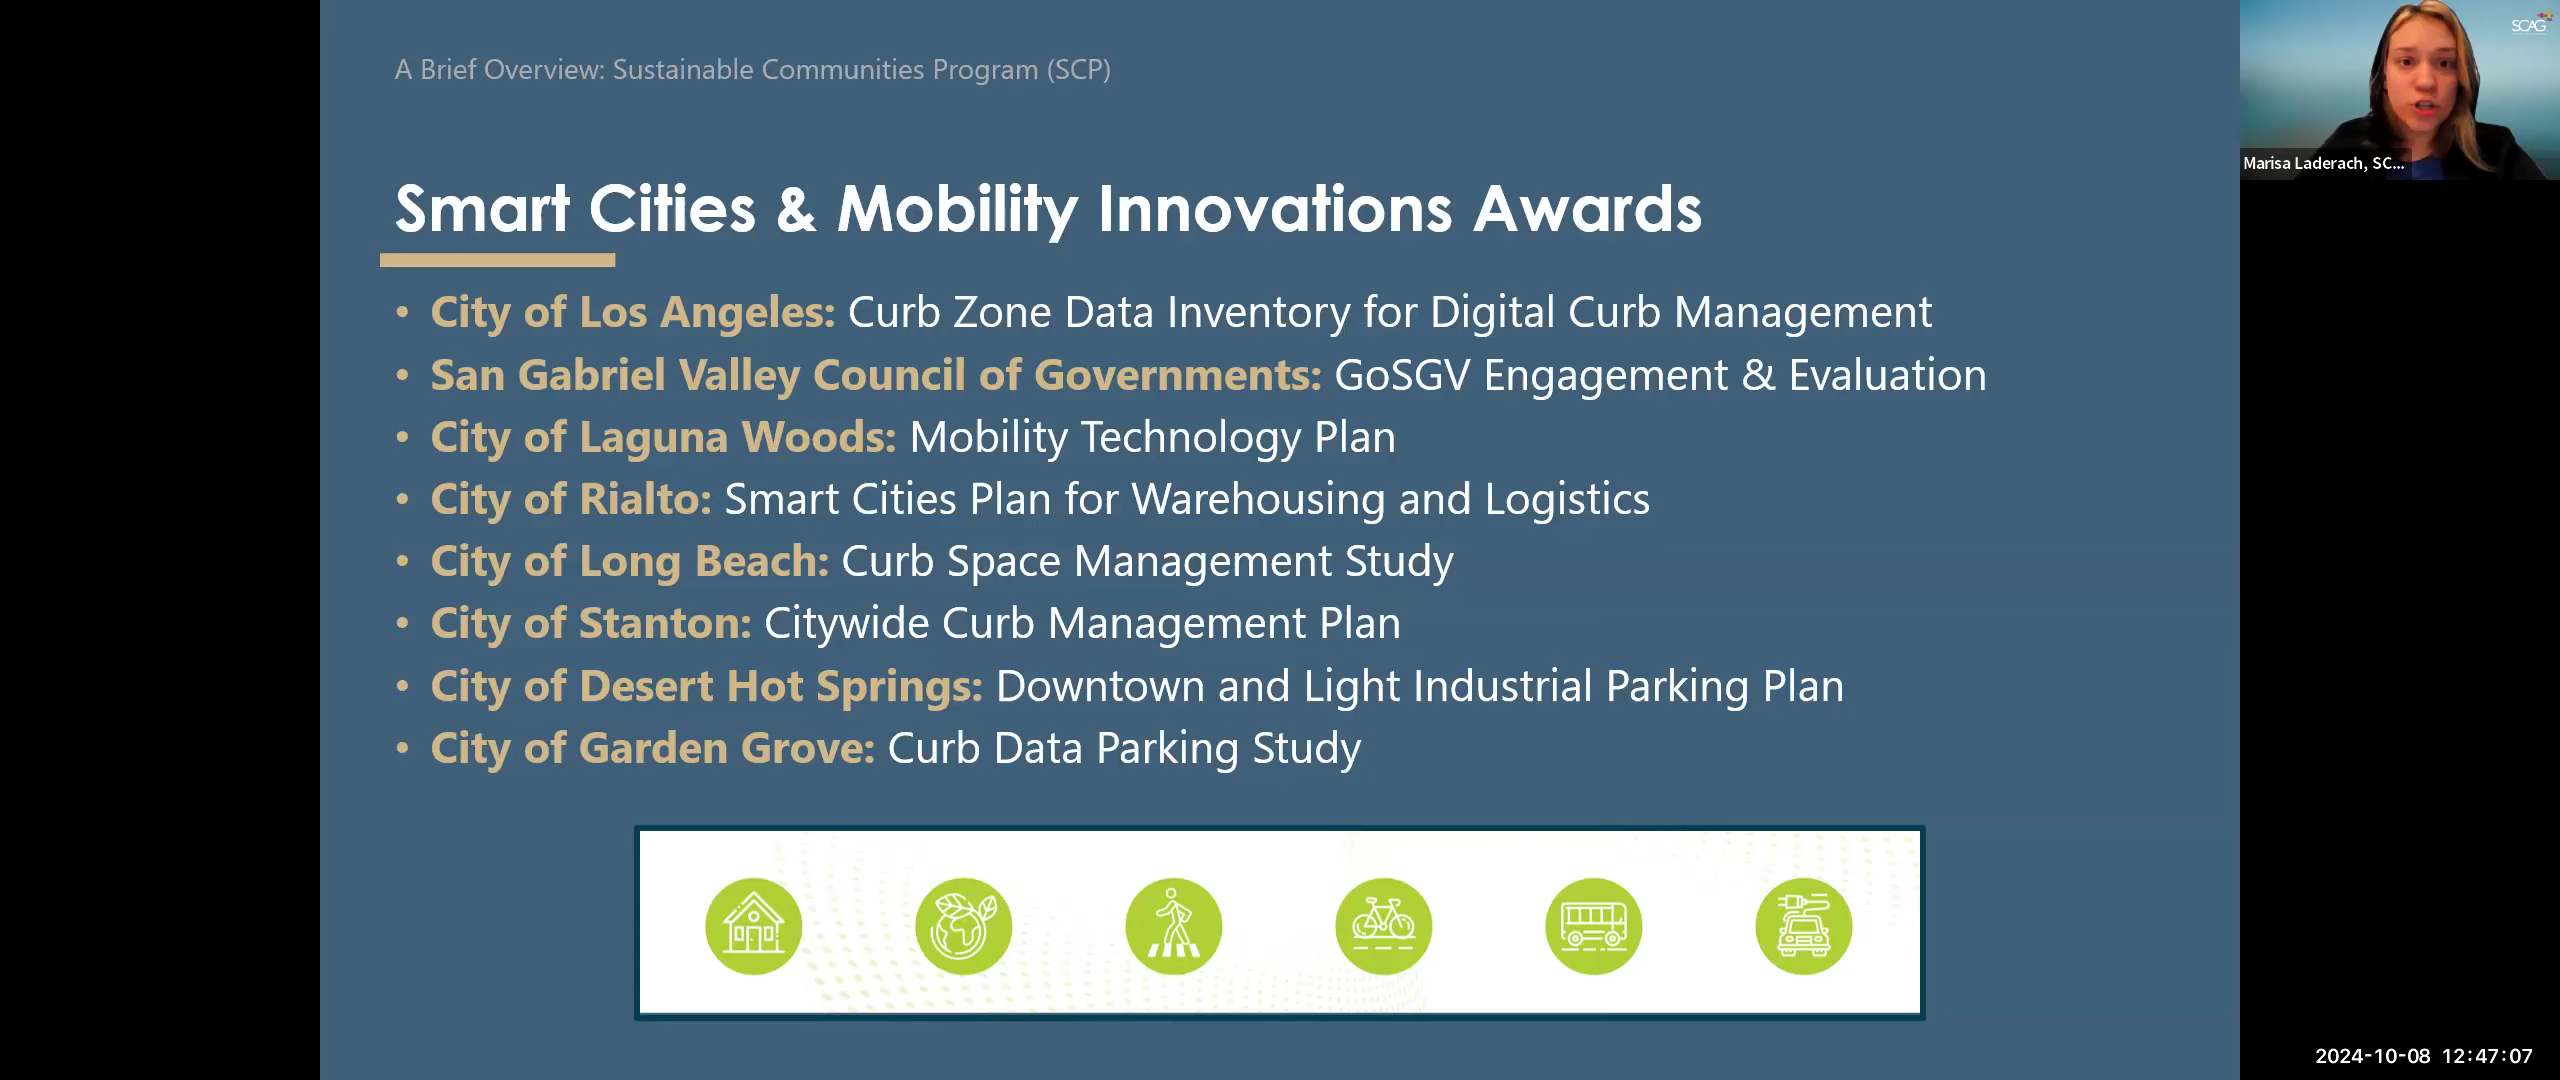 A Brief Overview: Sustainable Communities Program (SCP)
SCAG
Marisa Laderach, SC...
Smart Cities & Mobility Innovations Awards
• City of Los Angeles: Curb Zone Data Inventory for Digital Curb Management
• San Gabriel Valley Council of Governments: GoSGV Engagement & Evaluation
• City of Laguna Woods: Mobility Technology Plan
• City of Rialto: Smart Cities Plan for Warehousing and Logistics
• City of Long Beach: Curb Space Management Study
• City of Stanton: Citywide Curb Management Plan
• City of Desert Hot Springs: Downtown and Light Industrial Parking Plan
• City of Garden Grove: Curb Data Parking Study
2024-10-08 12:47:07